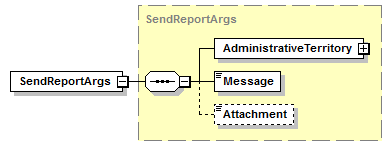 SendReportArgs
AdministrativeTerritory
SendReportArgs
Message
Attachment